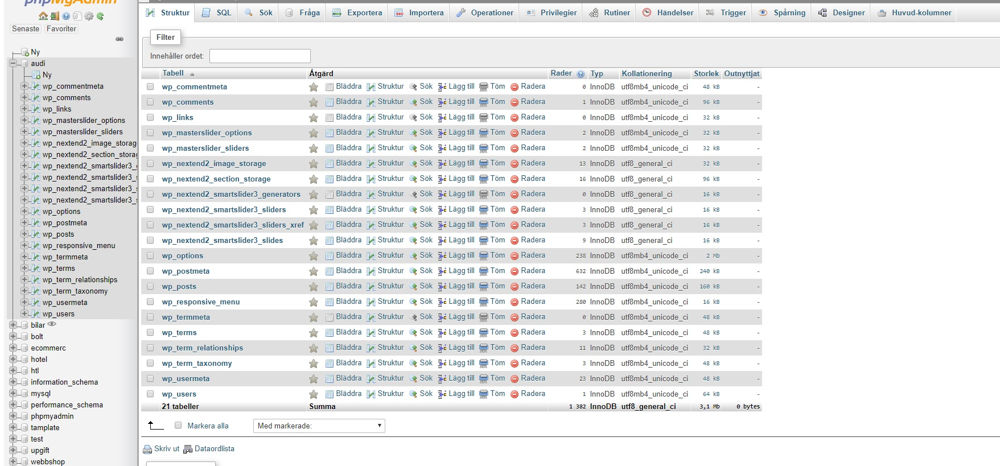 phpMyAdmin
Senaste Favoriter
Ny
audi
Ny
wp_commentmeta
wp_comments
wp_links
wp_masterslider_options
wp_masterslider_sliders
wp_nextend2_image_storag
wp_nextend2_section_storag
wp_nextend2_smartslider3_g
wp_nextend2_smartslider3_s
wp_nextend2_smartslider3_s
wp_nextend2_smartslider3_s
wp_options
wp_postmeta
wp_posts
wp_responsive_menu
wp_termmeta
wp_terms
wp_term_relationships
wp_term_taxonomy
wp_usermeta
wp_users
bilar
bolt
ecommerc
hotel
htl
information_schema
mysql
performance_schema
phpmyadmin
tamplate
test
upgift
webbshop
Struktur SQL Sök Fråga Exportera Importera Operationer Privilegier Rutiner Händelser Trigger Spårning Designer Huvud-kolumner
Filter
Innehåller ordet:
Tabell Åtgärd Rader Typ Kollationering Storlek Outnyttjat
wp_commentmeta Bläddra Struktur Sök Lägg till Töm Radera 0 InnoDB utf8mb4_unicode_ci 48 kB -
wp_comments Bläddra Struktur Sök Lägg till Töm Radera 1 InnoDB utf8mb4_unicode_ci 96 kB -
wp_links Bläddra Struktur Sök Lägg till Töm Radera 0 InnoDB utf8mb4_unicode_ci 32 kB -
wp_masterslider_options Bläddra Struktur Sök Lägg till Töm Radera 2 InnoDB utf8mb4_unicode_ci 32 kB -
wp_masterslider_sliders Bläddra Struktur Sök Lägg till Töm Radera 2 InnoDB utf8mb4_unicode_ci 32 kB -
wp_nextend2_image_storage Bläddra Struktur Sök Lägg till Töm Radera 13 InnoDB utf8_general_ci 32 kB -
wp_nextend2_section_storage Bläddra Struktur Sök Lägg till Töm Radera 16 InnoDB utf8_general_ci 96 kB -
wp_nextend2_smartslider3_generators Bläddra Struktur Sök Lägg till Töm Radera 0 InnoDB utf8_general_ci 16 kB -
wp_nextend2_smartslider3_sliders Bläddra Struktur Sök Lägg till Töm Radera 3 InnoDB utf8_general_ci 16 kB -
wp_nextend2_smartslider3_sliders_xref Bläddra Struktur Sök Lägg till Töm Radera 3 InnoDB utf8_general_ci 16 kB -
wp_nextend2_smartslider3_slides Bläddra Struktur Sök Lägg till Töm Radera 9 InnoDB utf8_general_ci 16 kB -
wp_options Bläddra Struktur Sök Lägg till Töm Radera 238 InnoDB utf8mb4_unicode_ci 2 Mb -
wp_postmeta Bläddra Struktur Sök Lägg till Töm Radera 632 InnoDB utf8mb4_unicode_ci 240 kB -
wp_posts Bläddra Struktur Sök Lägg till Töm Radera 142 InnoDB utf8mb4_unicode_ci 160 kB -
wp_responsive_menu Bläddra Struktur Sök Lägg till Töm Radera 280 InnoDB utf8mb4_unicode_ci 16 kB -
wp_termmeta Bläddra Struktur Sök Lägg till Töm Radera 0 InnoDB utf8mb4_unicode_ci 48 kB -
wp_terms Bläddra Struktur Sök Lägg till Töm Radera 3 InnoDB utf8mb4_unicode_ci 48 kB -
wp_term_relationships Bläddra Struktur Sök Lägg till Töm Radera 11 InnoDB utf8mb4_unicode_ci 32 kB -
wp_term_taxonomy Bläddra Struktur Sök Lägg till Töm Radera 3 InnoDB utf8mb4_unicode_ci 48 kB -
wp_usermeta Bläddra Struktur Sök Lägg till Töm Radera 23 InnoDB utf8mb4_unicode_ci 48 kB -
wp_users Bläddra Struktur Sök Lägg till Töm Radera 1 InnoDB utf8mb4_unicode_ci 64 kB -
21 tabeller Summa 1 382 InnoDB utf8_general_ci 3,1 Mb 0 bytes
Markera alla Med markerade:
Skriv ut Dataordlista